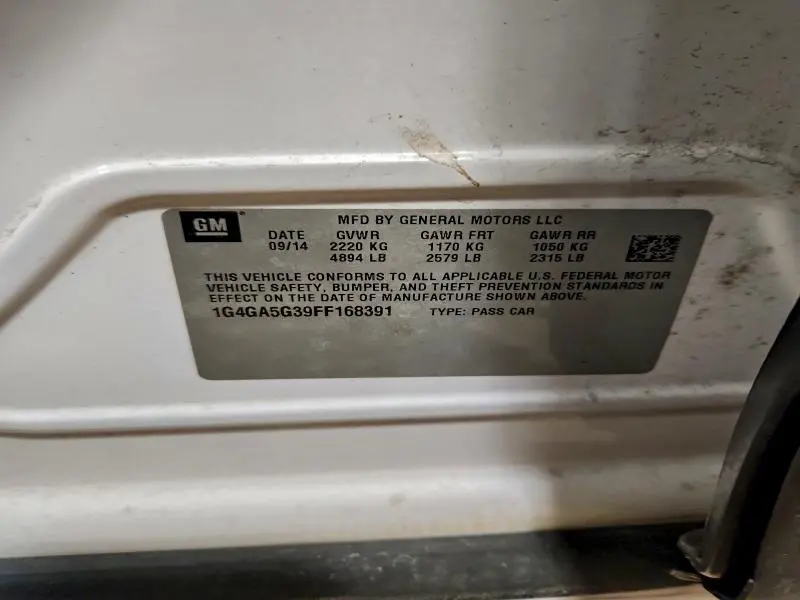 GM
MFD BY GENERAL MOTORS LLC
DATE GVWR GAWR FRT GAWR RR
09/14 2220 KG 1170 KG 1050 KG
4894 LB 2579 LB 2315 LB
THIS VEHICLE CONFORMS TO ALL APPLICABLE U.S. FEDERAL MOTOR
VEHICLE SAFETY, BUMPER, AND THEFT PREVENTION STANDARDS IN
EFFECT ON THE DATE OF MANUFACTURE SHOWN ABOVE.
1G4GA5G39FF168391 TYPE: PASS CAR